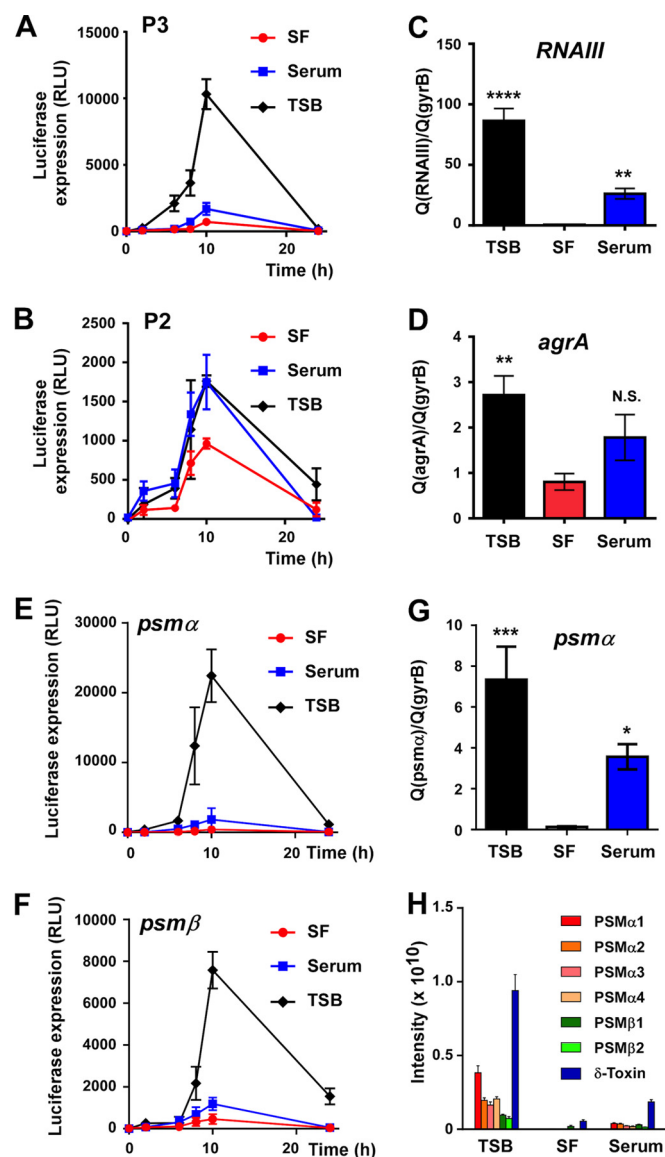 A
P3
SF
Serum
TSB
Luciferase
expression (RLU)
15000
10000
5000
0
0
10
20
Time (h)
C
RNAIII
Q(RNAIII)/Q(gyrB)
150
100
50
0
****
**
TSB
SF
Serum
B
P2
SF
Serum
TSB
Luciferase
expression (RLU)
2500
2000
1500
1000
500
0
0
10
20
Time (h)
D
agrA
Q(agrA)/Q(gyrB)
4
3
2
1
0
**
N.S.
TSB
SF
Serum
E
psmα
SF
Serum
TSB
Luciferase expression (RLU)
30000
20000
10000
0
0
10
20
Time (h)
G
psmα
Q(psmα)/Q(gyrB)
10
8
6
4
2
0
***
*
TSB
SF
Serum
F
psmβ
SF
Serum
TSB
Luciferase expression (RLU)
10000
8000
6000
4000
2000
0
0
10
20
Time (h)
H
Intensity (x 10^10)
1.5
1.0
0.5
0
PSMα1
PSMα2
PSMα3
PSMα4
PSMβ1
PSMβ2
δ-Toxin
TSB
SF
Serum